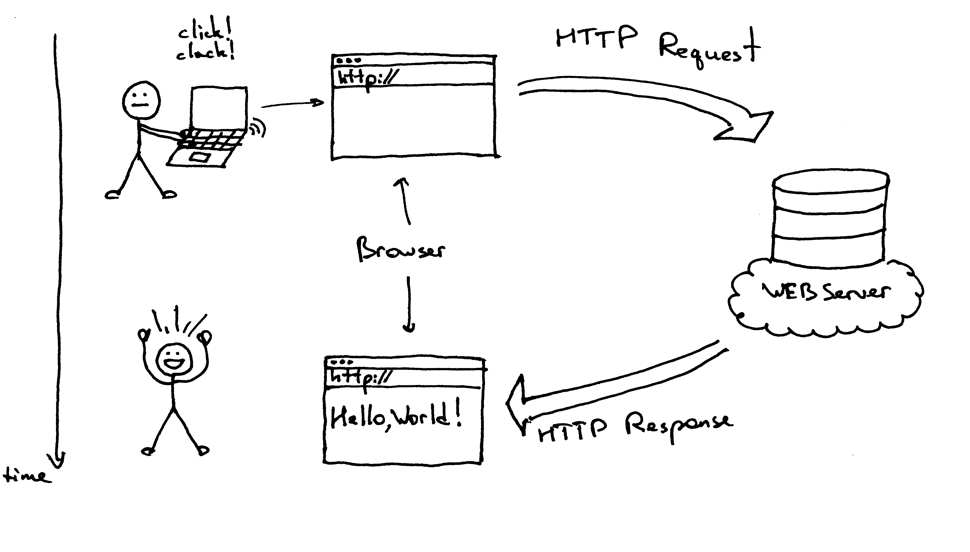 click!
clack!
HTTP Request
http://
Browser
WEB Server
http://
Hello, World!
HTTP Response
time